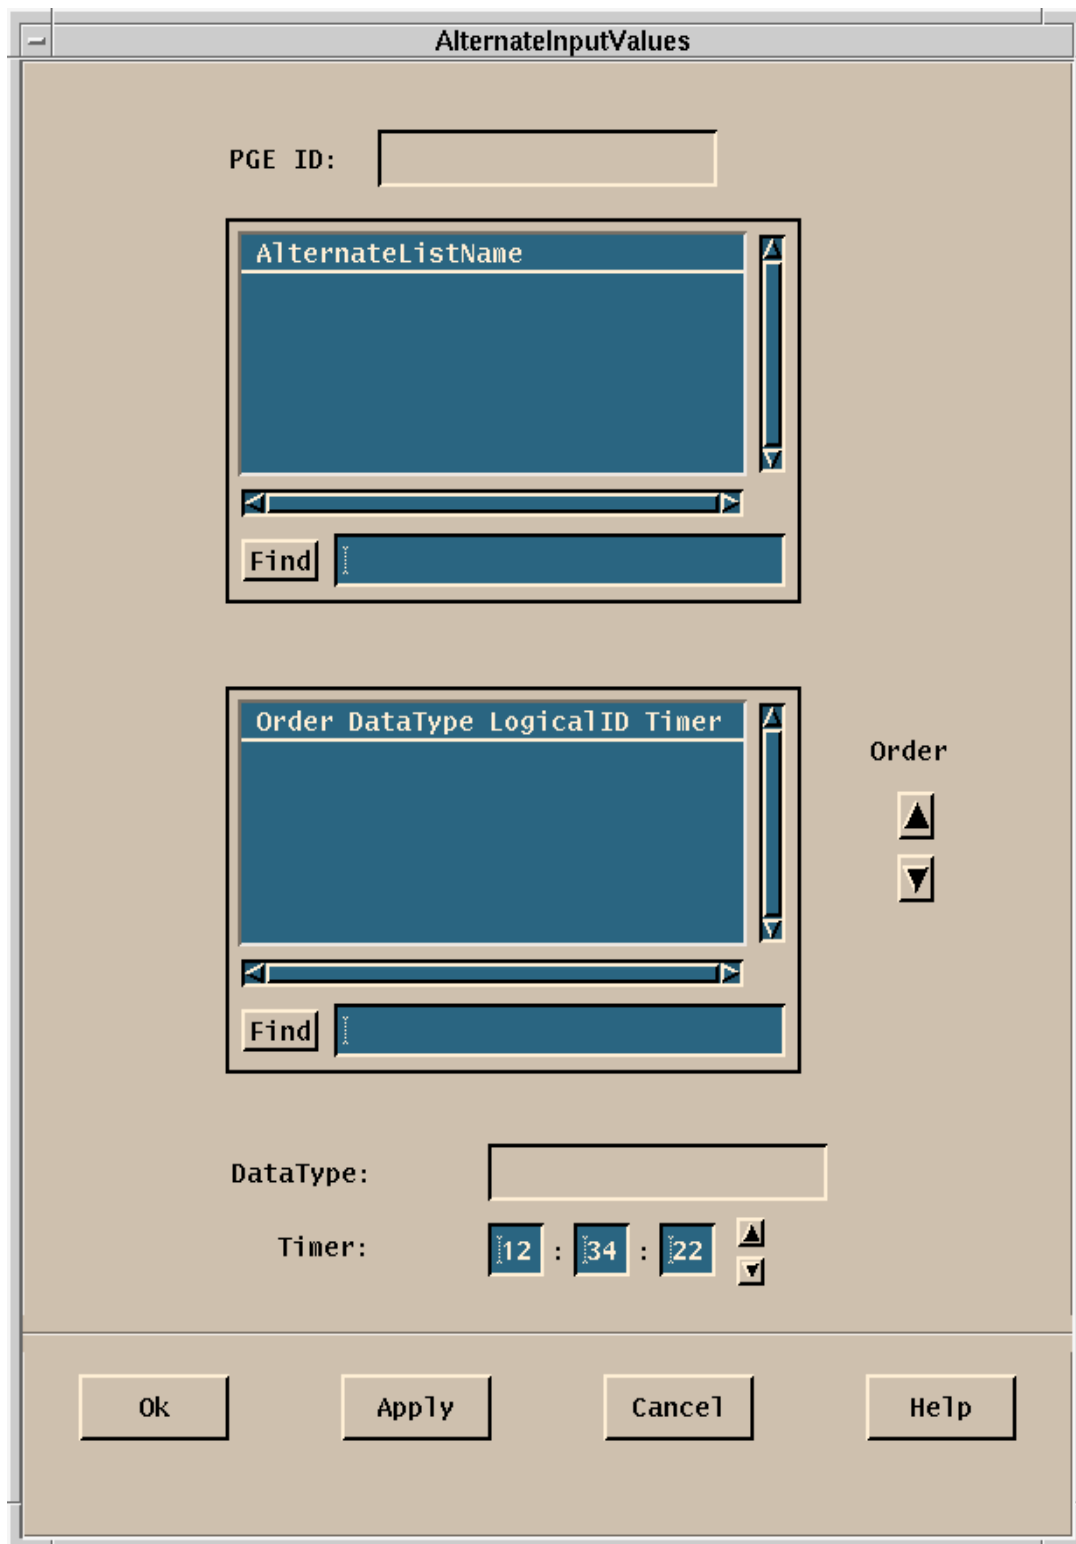 AlternateInputValues
PGE ID:
AlternateListName
Find
Order DataType LogicalID Timer
Order
Find
DataType:
Timer: 12 : 34 : 22
Ok Apply Cancel Help